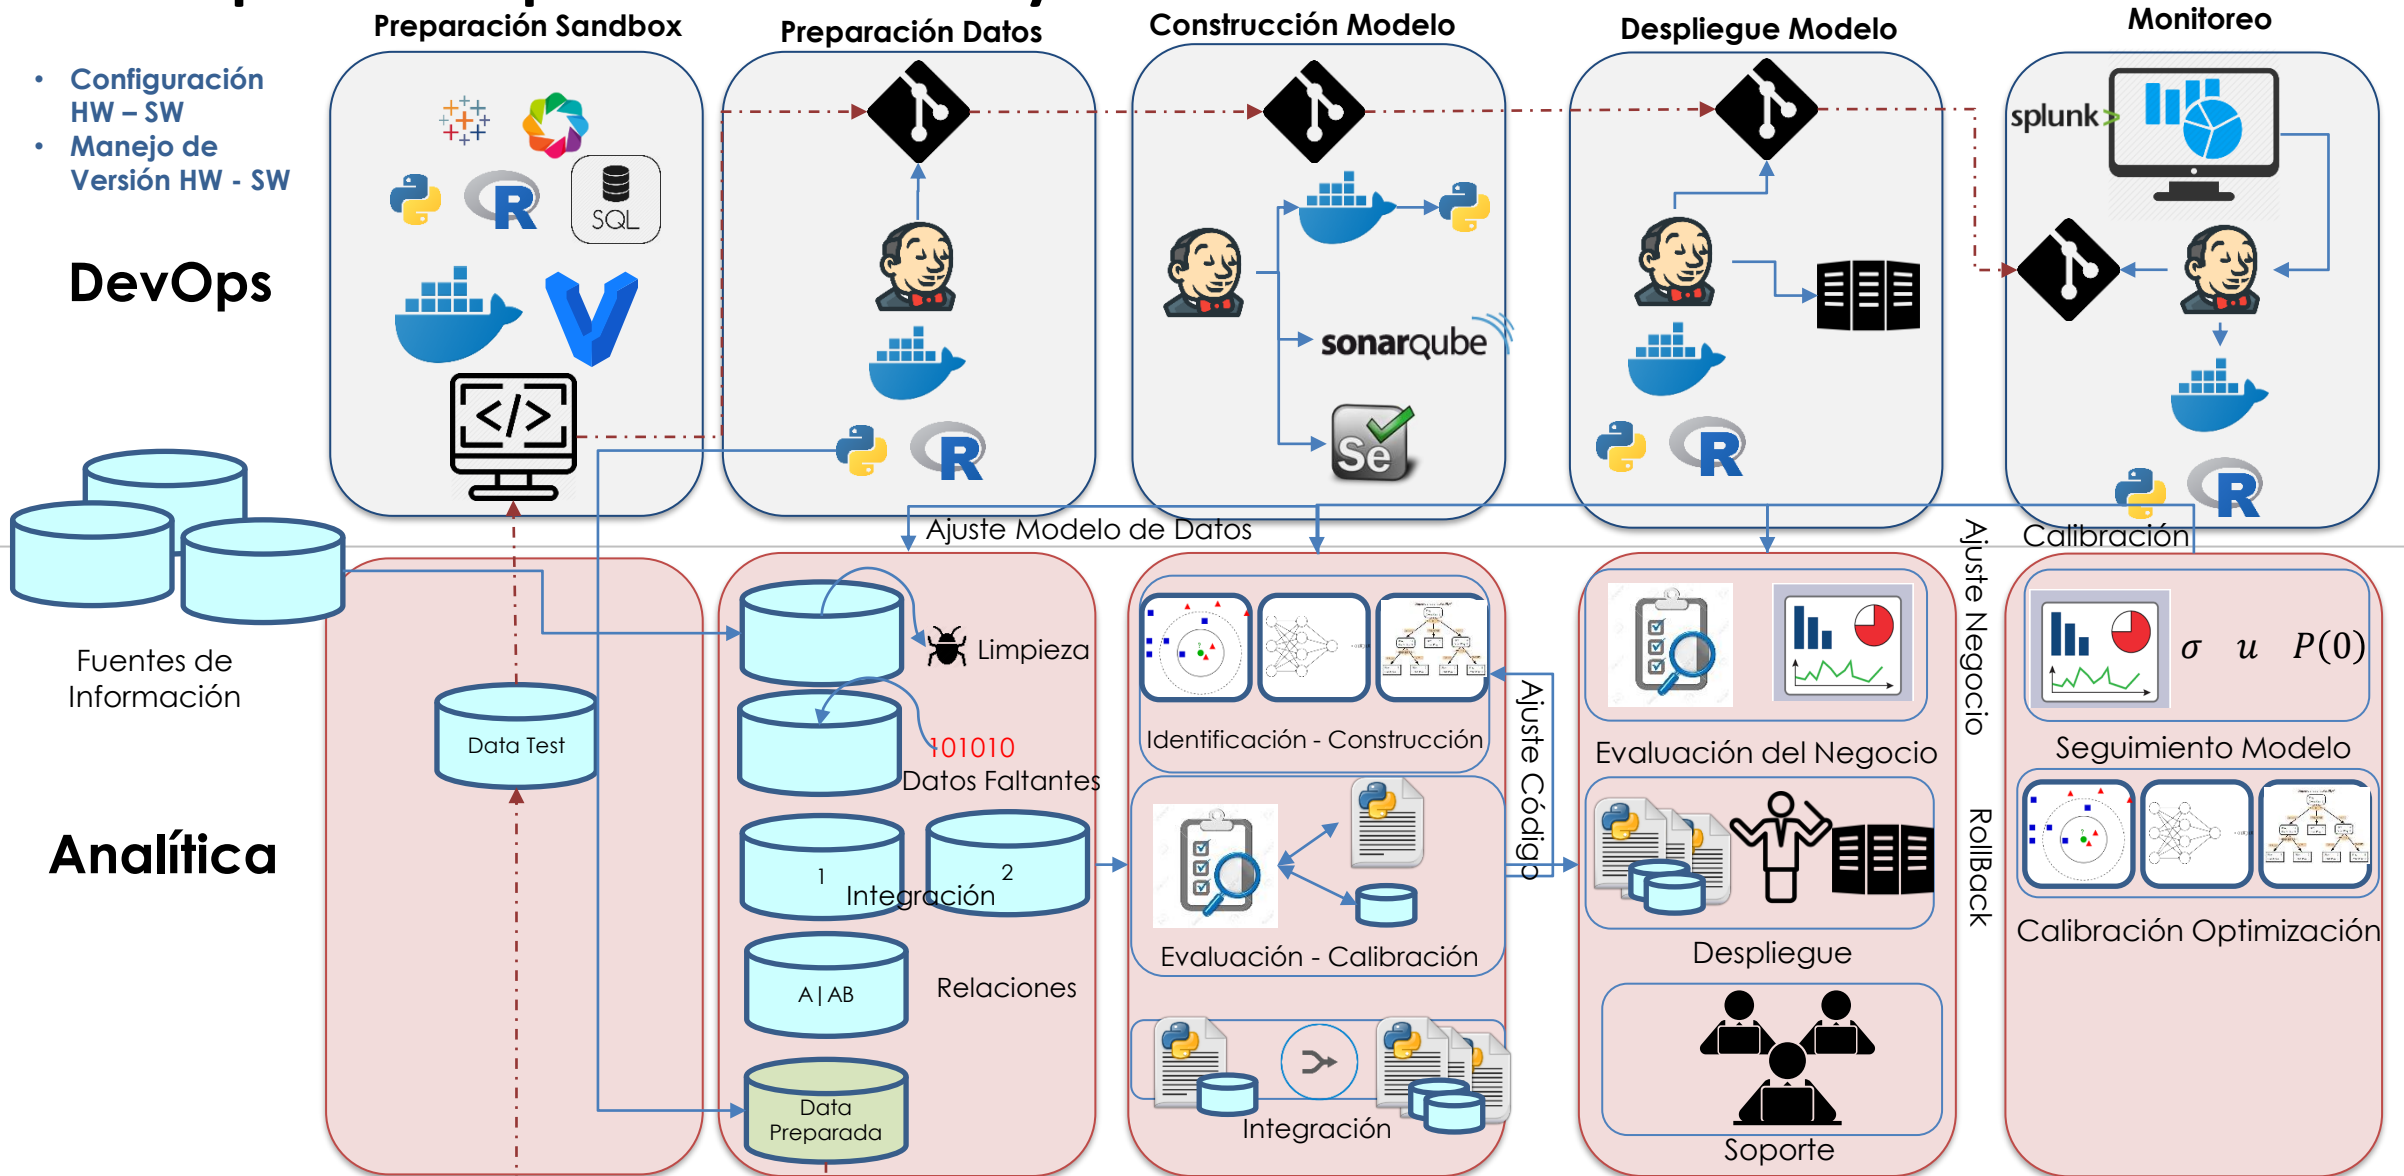 Preparación Sandbox
Preparación Datos
Construcción Modelo
Despliegue Modelo
Monitoreo
• Configuración
HW – SW
• Manejo de
Versión HW - SW
DevOps
SQL
sonarqube
Se
splunk>
Ajuste Modelo de Datos
Calibración
Fuentes de
Información
Data Test
Limpieza
101010
Datos Faltantes
1
2
Integración
A|AB
Relaciones
Data
Preparada
Identificación - Construcción
Evaluación - Calibración
Integración
Ajuste Código
Evaluación del Negocio
Despliegue
Soporte
Ajuste Negocio
RollBack
σ u P(0)
Seguimiento Modelo
Calibración Optimización
Analítica